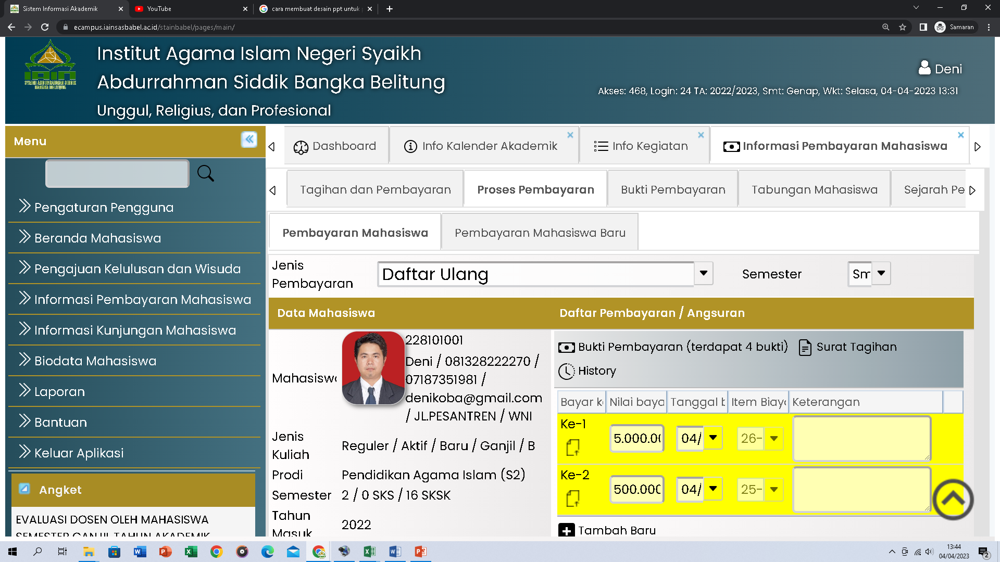 Sistem Informasi Akademik
YouTube
cara membuat desain ppt untuk
ecampus.iainsasbabel.ac.id/stainbabel/pages/main/
Samaran
Institut Agama Islam Negeri Syaikh
Abdurrahman Siddik Bangka Belitung
Unggul, Religius, dan Profesional
IAIN
SYAIKH ABDURRAHMAN SIDDIK
BANGKA BELITUNG
Deni
Akses: 468, Login: 24 TA: 2022/2023, Smt: Genap, Wkt: Selasa, 04-04-2023 13:31
Menu
Pengaturan Pengguna
Beranda Mahasiswa
Pengajuan Kelulusan dan Wisuda
Informasi Pembayaran Mahasiswa
Informasi Kunjungan Mahasiswa
Biodata Mahasiswa
Laporan
Bantuan
Keluar Aplikasi
Angket
EVALUASI DOSEN OLEH MAHASISWA
SEMESTER GANJIL TAHUN AKADEMIK
Dashboard
Info Kalender Akademik
Info Kegiatan
Informasi Pembayaran Mahasiswa
Tagihan dan Pembayaran
Proses Pembayaran
Bukti Pembayaran
Tabungan Mahasiswa
Sejarah Pe
Pembayaran Mahasiswa
Pembayaran Mahasiswa Baru
Jenis
Pembayaran
Daftar Ulang
Semester
Sm
Data Mahasiswa
Mahasiswa
228101001
Deni / 081328222270 /
07187351981 /
denikoba@gmail.com
/ JL.PESANTREN / WNI
Jenis
Kuliah
Reguler / Aktif / Baru / Ganjil / B
Prodi
Pendidikan Agama Islam (S2)
Semester
2 / 0 SKS / 16 SKSK
Tahun
Masuk
2022
Daftar Pembayaran / Angsuran
Bukti Pembayaran (terdapat 4 bukti)
Surat Tagihan
History
Bayar k
Nilai baya
Tanggal b
Item Biay
Keterangan
Ke-1
5.000.00
04/
26-
Ke-2
500.000
04/
25-
Tambah Baru
13:44
04/04/2023
2